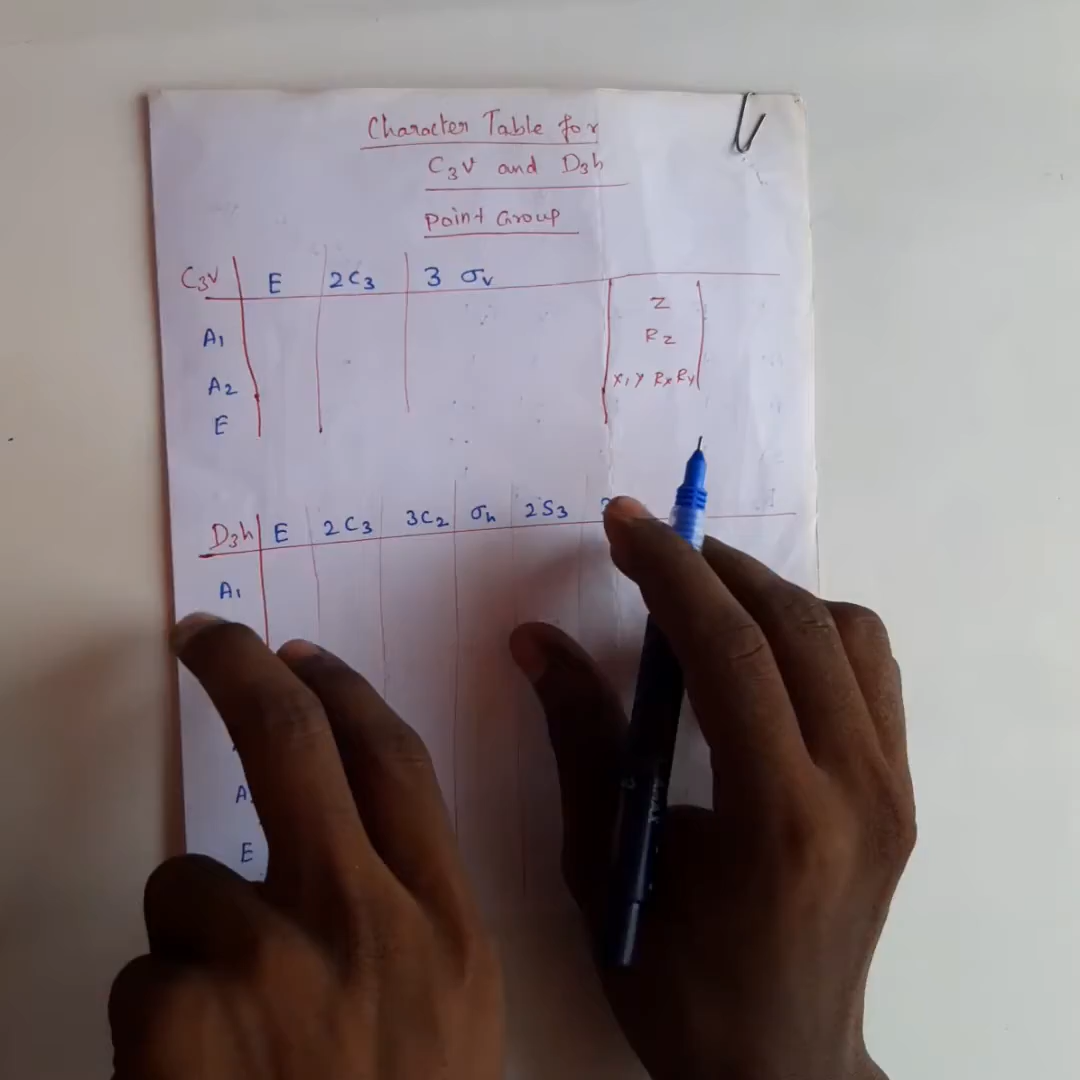 Character Table for
C3V and D3h
Point Group
C3V E 2C3 3 σv
Z
A1 Rz
A2 x,y Rx Ry
E
D3h E 2C3 3C2 σh 2S3
A1
A
E